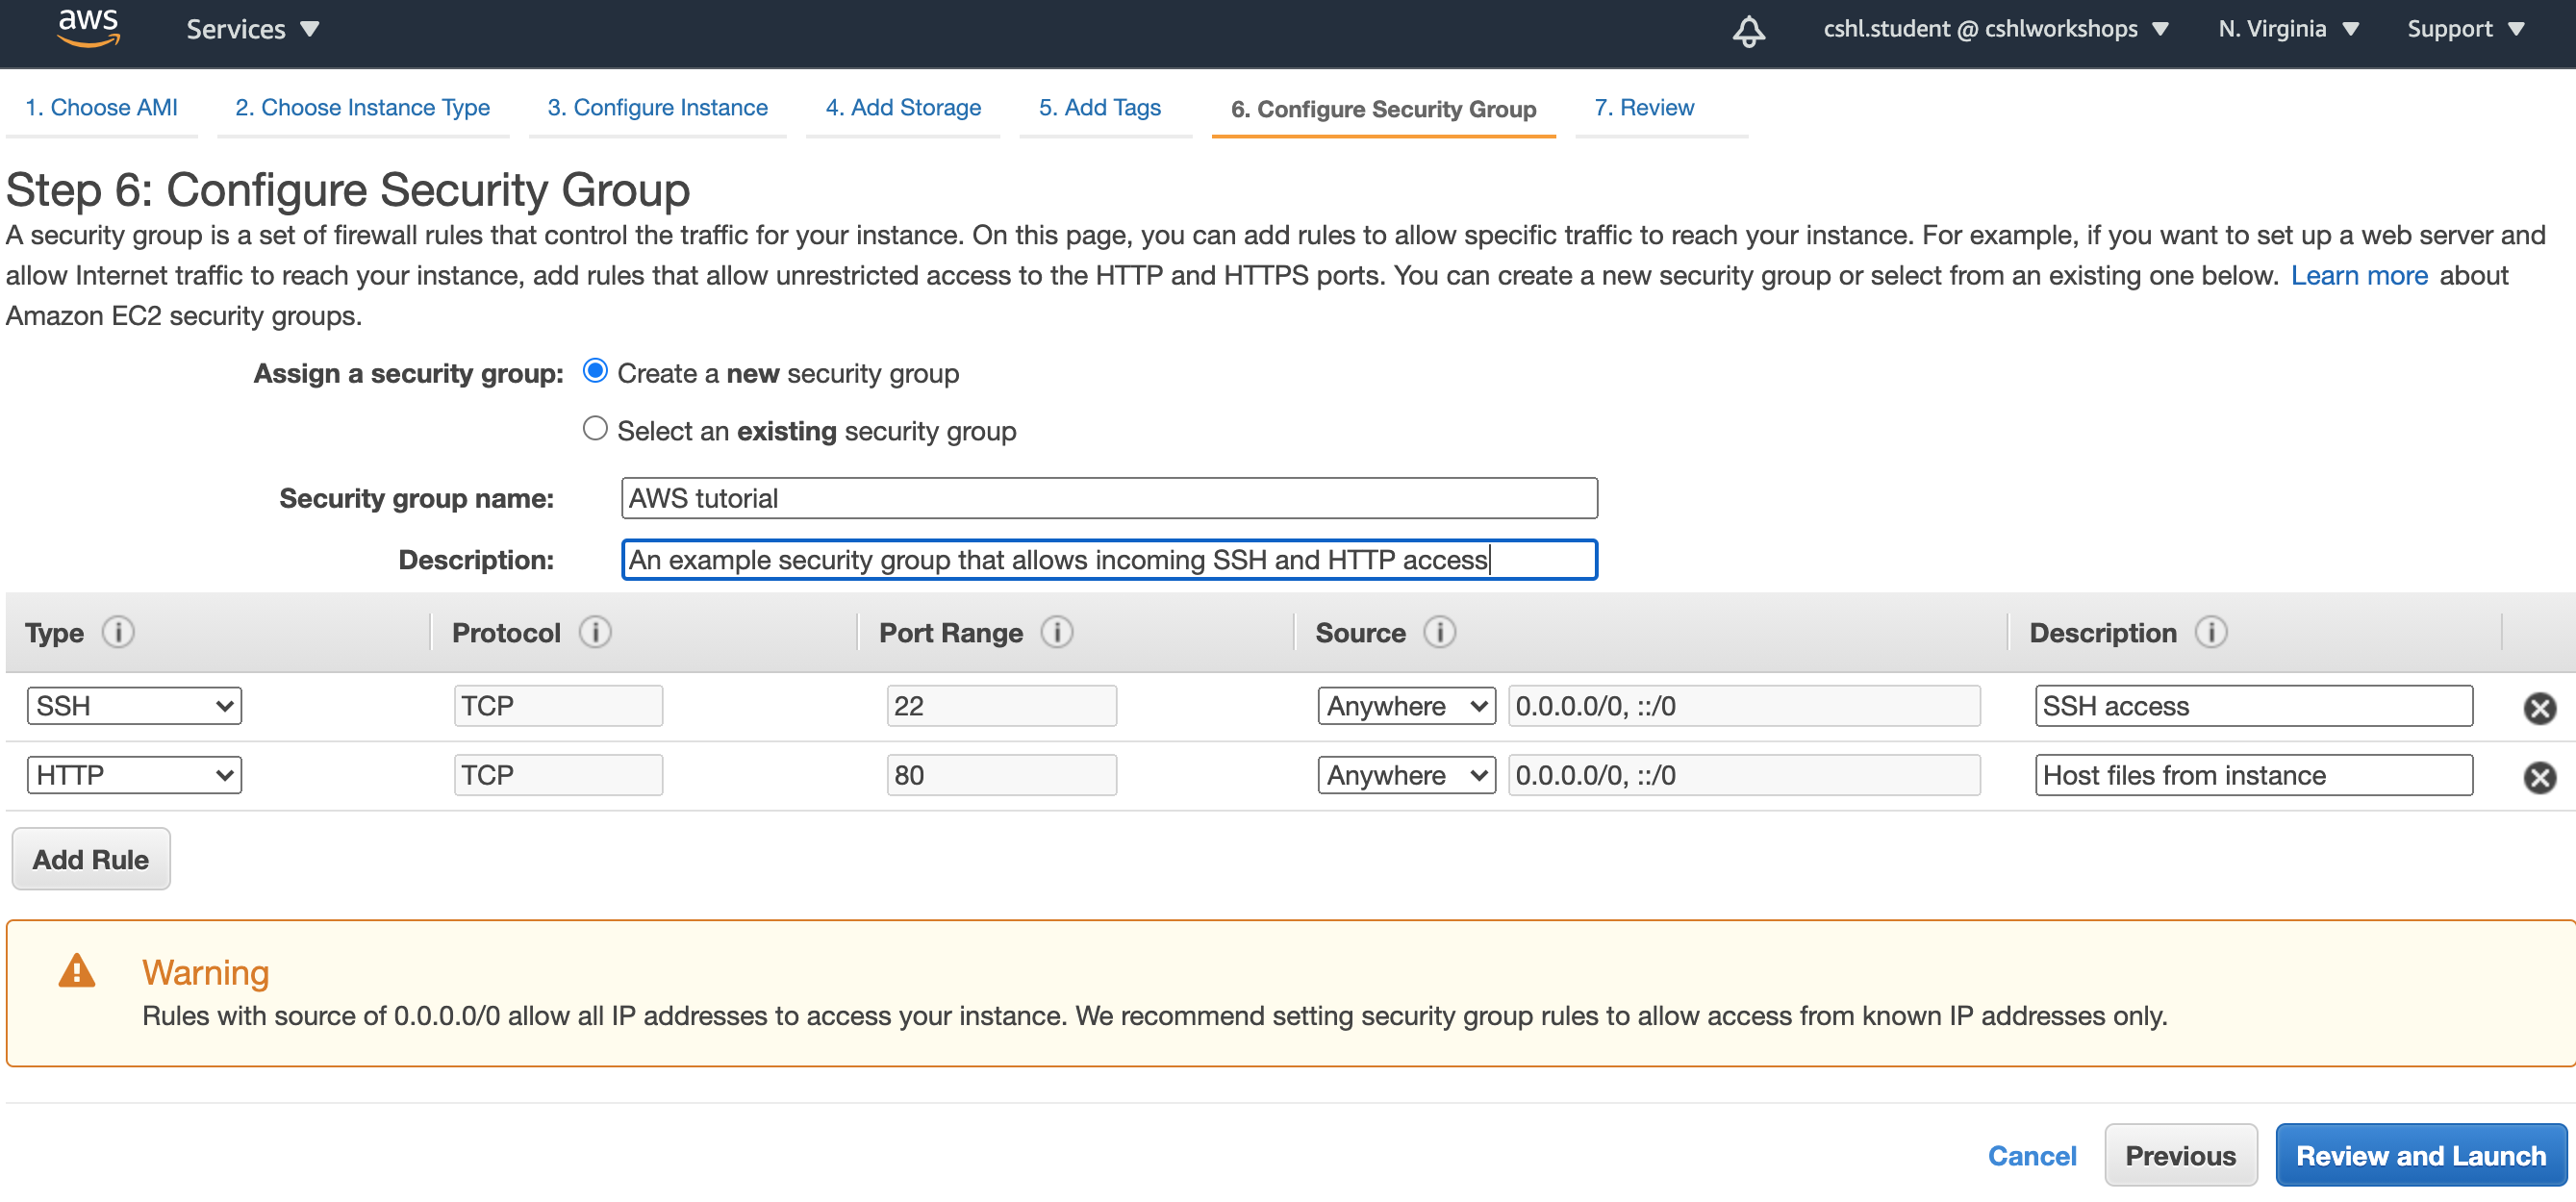 aws Services cshl.student @ cshlworkshops N. Virginia Support
1. Choose AMI 2. Choose Instance Type 3. Configure Instance 4. Add Storage 5. Add Tags 6. Configure Security Group 7. Review
Step 6: Configure Security Group
A security group is a set of firewall rules that control the traffic for your instance. On this page, you can add rules to allow specific traffic to reach your instance. For example, if you want to set up a web server and
allow Internet traffic to reach your instance, add rules that allow unrestricted access to the HTTP and HTTPS ports. You can create a new security group or select from an existing one below. Learn more about
Amazon EC2 security groups.
Assign a security group: Create a new security group
Select an existing security group
Security group name: AWS tutorial
Description: An example security group that allows incoming SSH and HTTP access
Type i Protocol i Port Range i Source i Description i
SSH TCP 22 Anywhere 0.0.0.0/0, ::/0 SSH access
HTTP TCP 80 Anywhere 0.0.0.0/0, ::/0 Host files from instance
Add Rule
Warning
Rules with source of 0.0.0.0/0 allow all IP addresses to access your instance. We recommend setting security group rules to allow access from known IP addresses only.
Cancel Previous Review and Launch